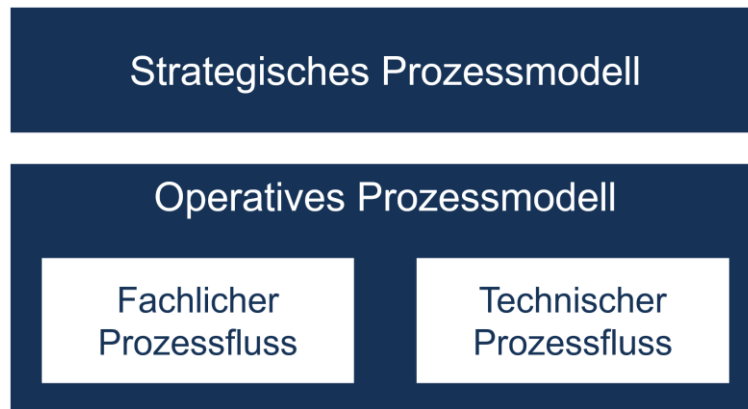 Strategisches Prozessmodell
Operatives Prozessmodell
Fachlicher
Prozessfluss
Technischer
Prozessfluss